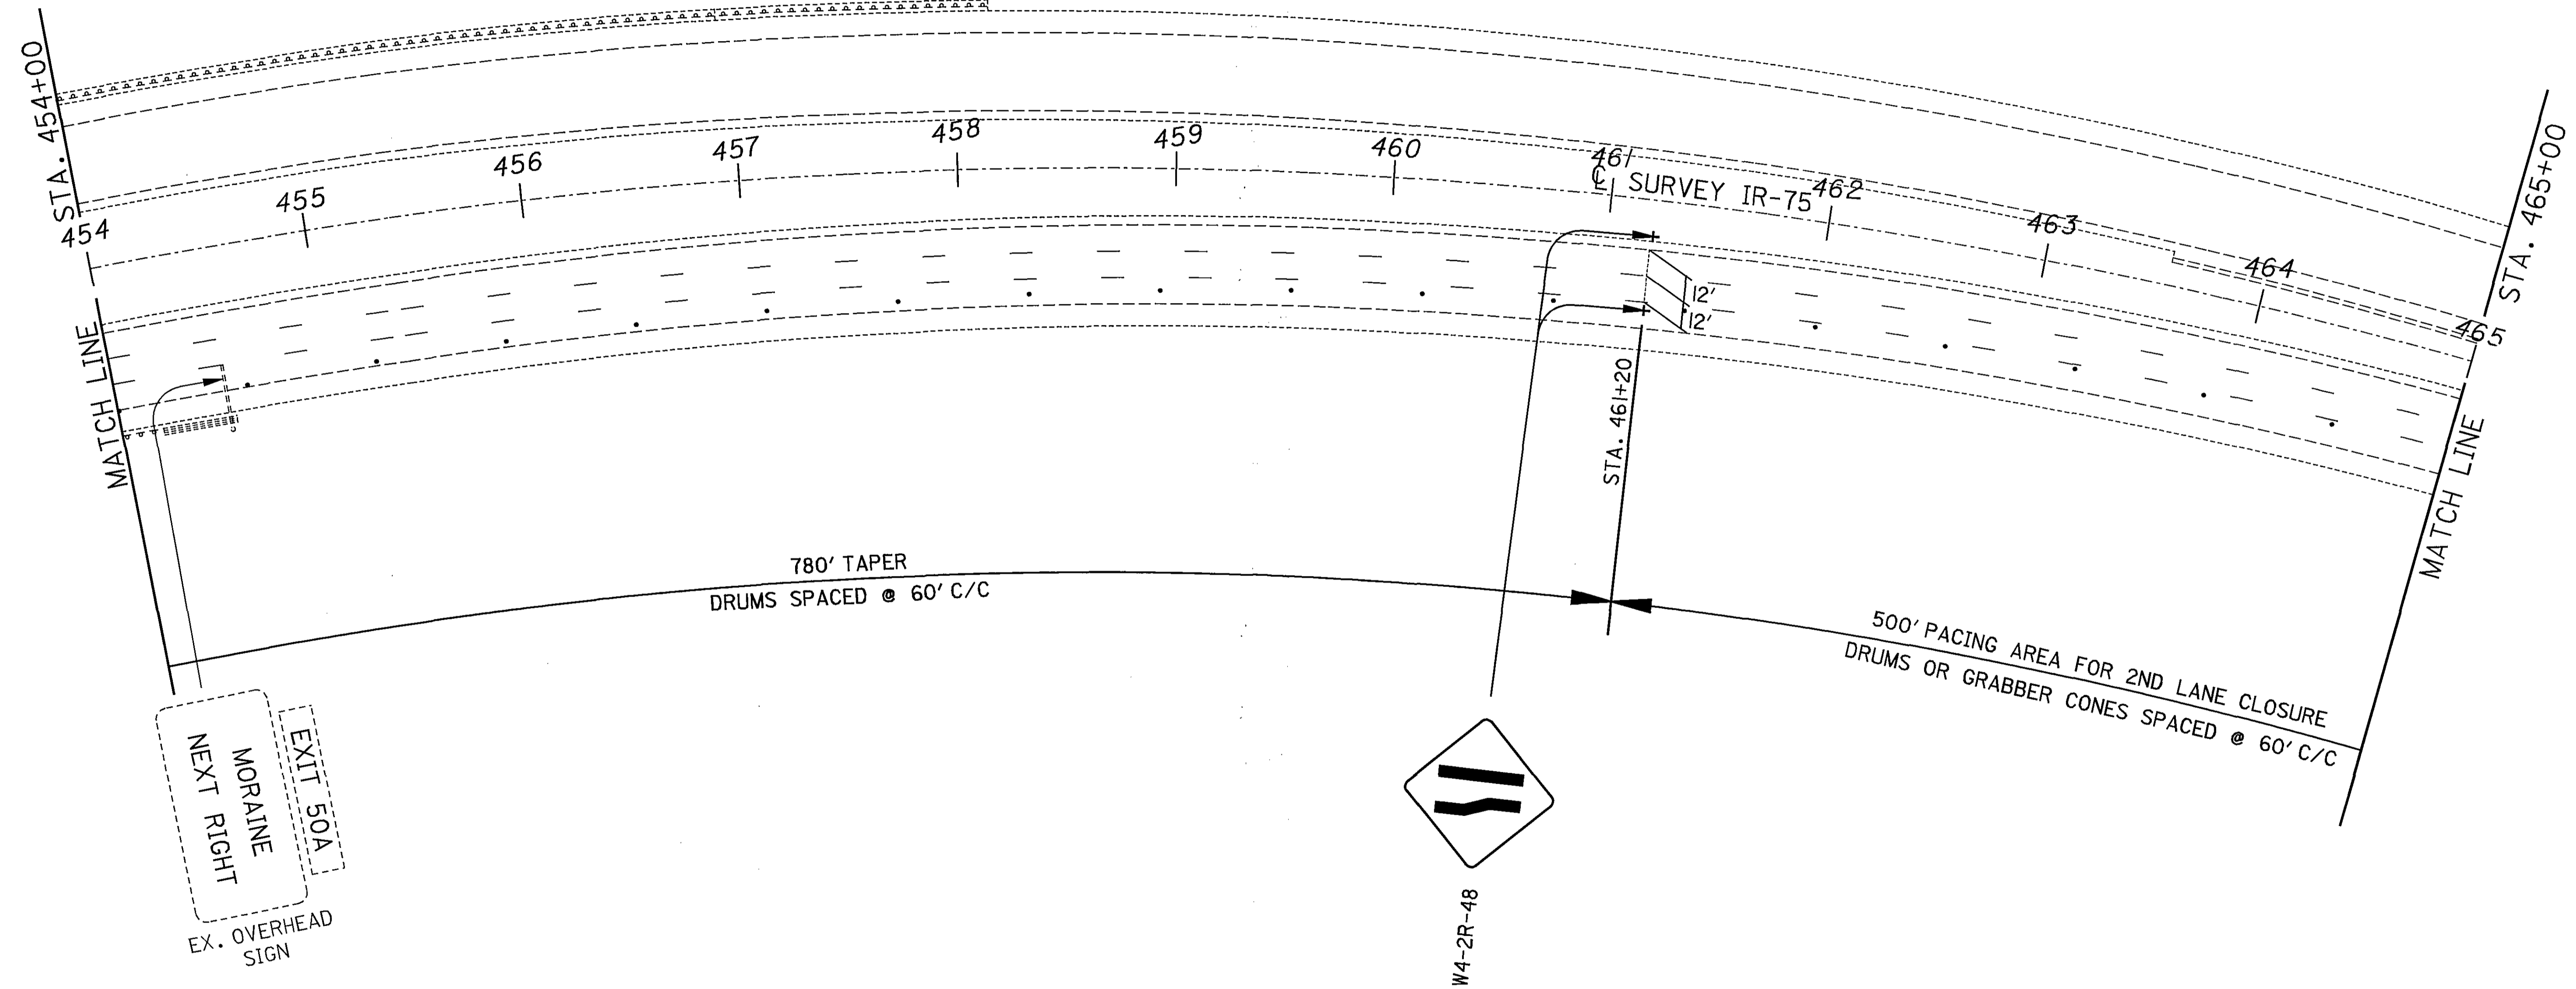 STA. 454+00
454
455
456
457
458
459
460
461
℄ SURVEY IR-75
462
463
464
465
STA. 465+00
MATCH LINE
12'
12'
STA. 461+20
MATCH LINE
780' TAPER
DRUMS SPACED @ 60' C/C
500' PACING AREA FOR 2ND LANE CLOSURE
DRUMS OR GRABBER CONES SPACED @ 60' C/C
EXIT 50A
MORAINE
NEXT RIGHT
EX. OVERHEAD
SIGN
W4-2R-48